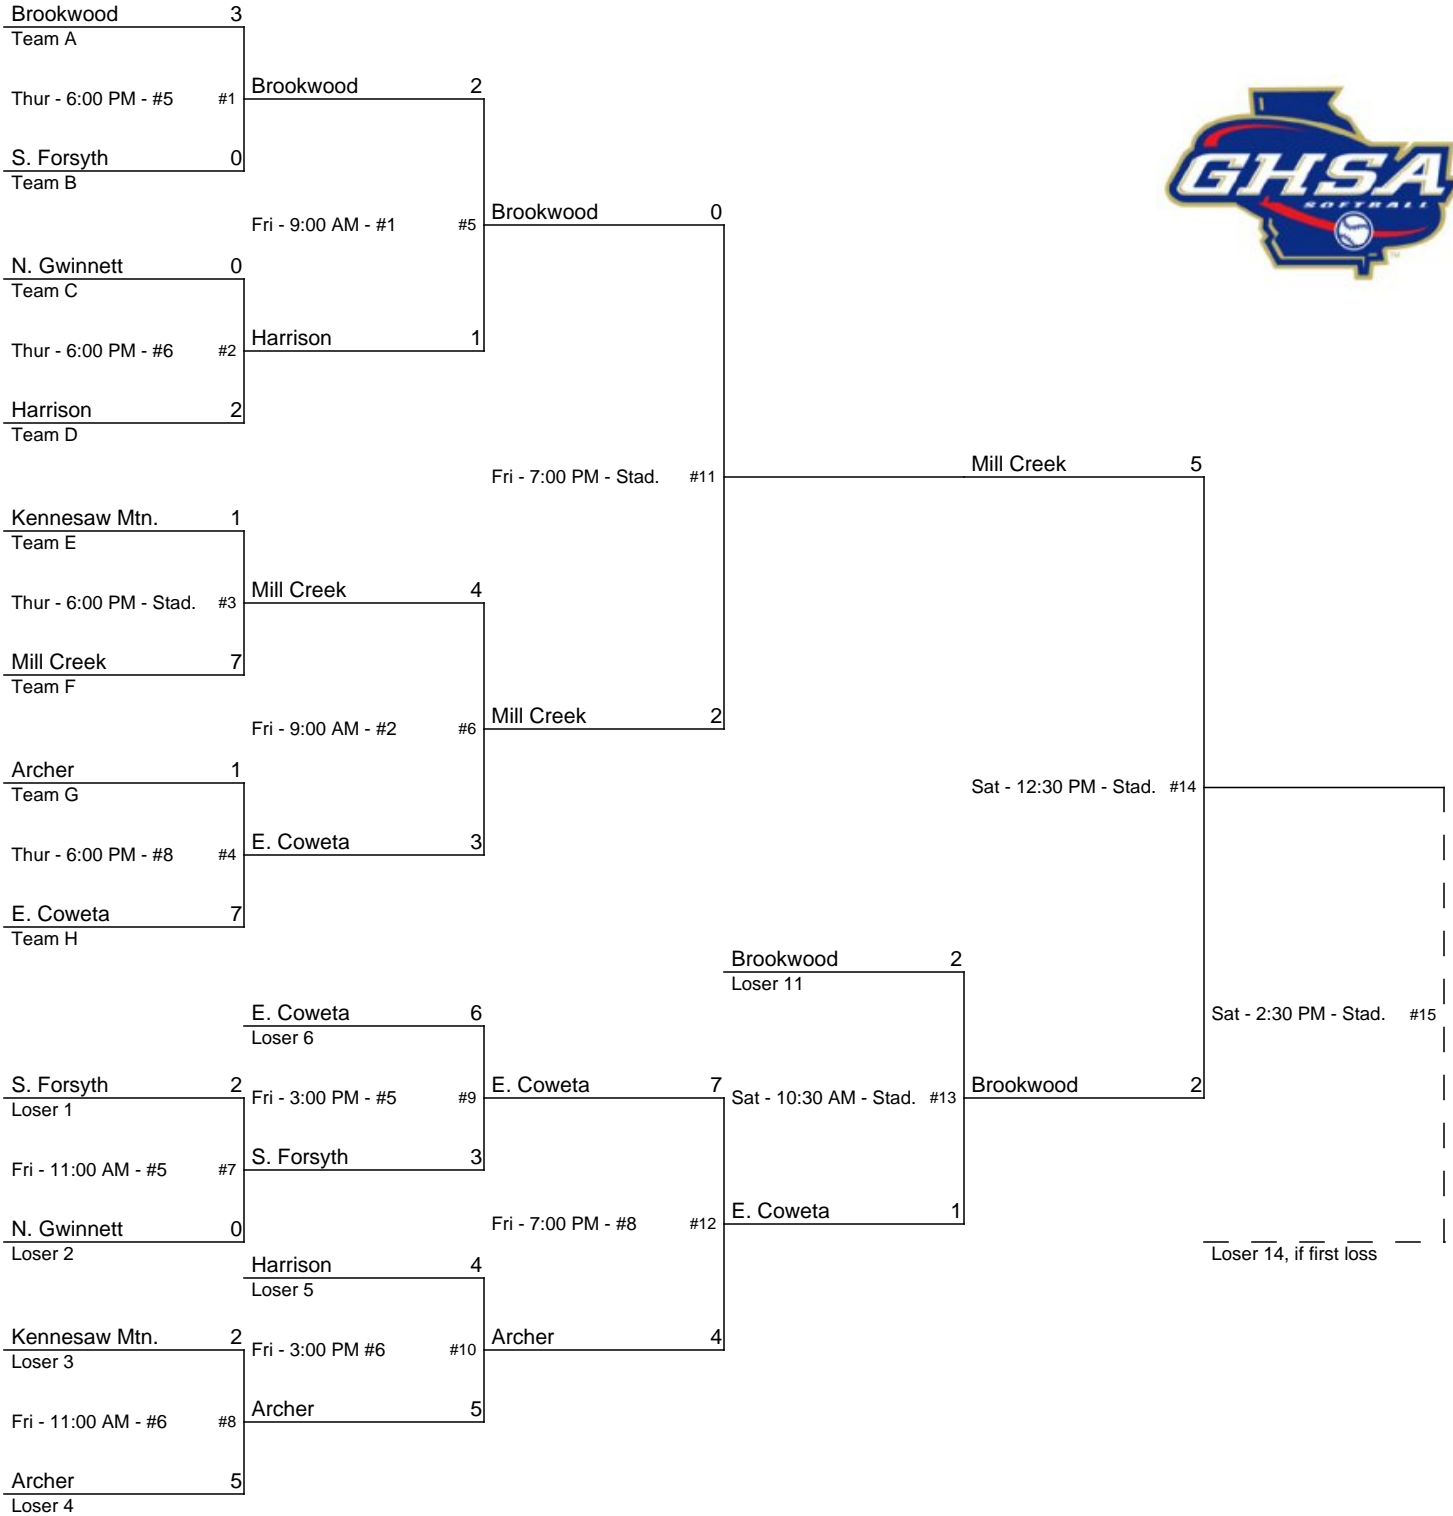 Brookwood 3
Team A
Thur - 6:00 PM - #5 #1
S. Forsyth 0
Team B
Brookwood 2
Fri - 9:00 AM - #1 #5
N. Gwinnett 0
Team C
Thur - 6:00 PM - #6 #2
Harrison 2
Team D
Harrison 1
Brookwood 0
GHSA
SOFTBALL
TM
Fri - 7:00 PM - Stad. #11
Mill Creek 5
Kennesaw Mtn. 1
Team E
Thur - 6:00 PM - Stad. #3
Mill Creek 7
Team F
Mill Creek 4
Fri - 9:00 AM - #2 #6
Mill Creek 2
Archer 1
Team G
Thur - 6:00 PM - #8 #4
E. Coweta 7
Team H
E. Coweta 3
Sat - 12:30 PM - Stad. #14
Brookwood 2
Loser 11
E. Coweta 6
Loser 6
Sat - 2:30 PM - Stad. #15
S. Forsyth 2
Loser 1
Fri - 3:00 PM - #5 #9
E. Coweta 7
Sat - 10:30 AM - Stad. #13
Brookwood 2
Fri - 11:00 AM - #5 #7
S. Forsyth 3
N. Gwinnett 0
Loser 2
Fri - 7:00 PM - #8 #12
E. Coweta 1
Loser 14, if first loss
Harrison 4
Loser 5
Kennesaw Mtn. 2
Loser 3
Fri - 3:00 PM #6 #10
Archer 4
Fri - 11:00 AM - #6 #8
Archer 5
Archer 5
Loser 4